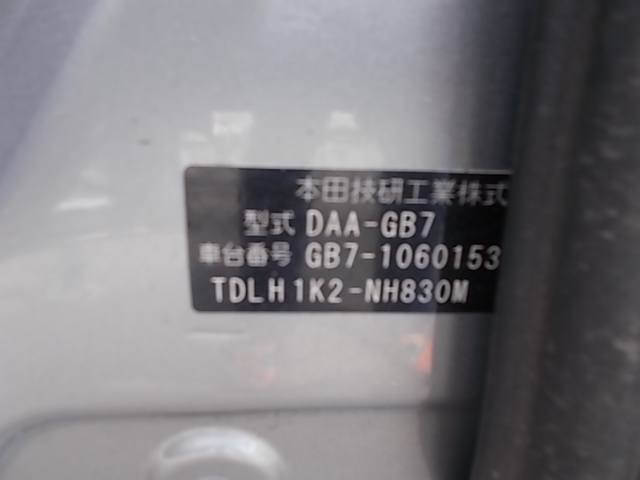 本田技研工業株式
型式 DAA-GB7
車台番号 GB7-1060153
TDLH1K2-NH830M